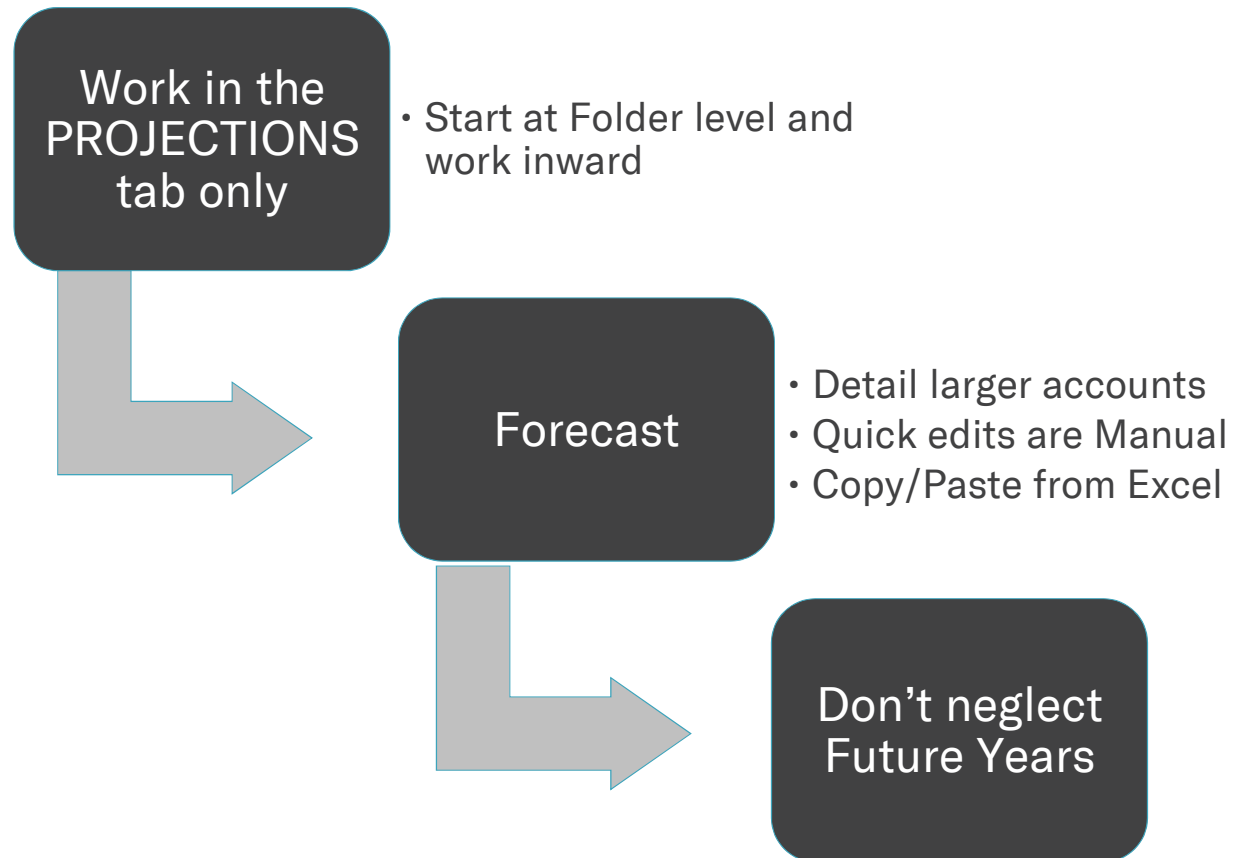 Work in the
PROJECTIONS
tab only
• Start at Folder level and
work inward
Forecast
• Detail larger accounts
• Quick edits are Manual
• Copy/Paste from Excel
Don’t neglect
Future Years